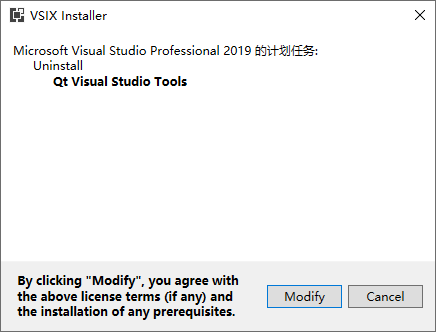 VSIX Installer
Microsoft Visual Studio Professional 2019 的计划任务:
Uninstall
Qt Visual Studio Tools
By clicking "Modify", you agree with
the above license terms (if any) and
the installation of any prerequisites.
Modify
Cancel